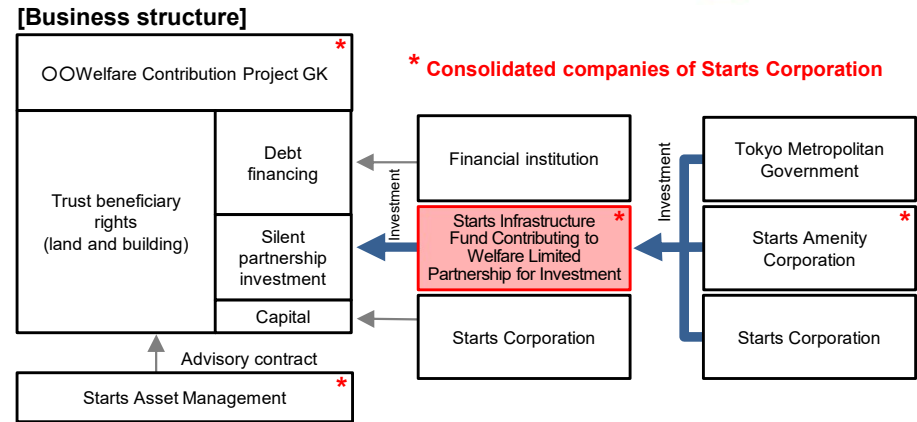 [Business structure]
*
〇〇Welfare Contribution Project GK
* Consolidated companies of Starts Corporation
Trust beneficiary
rights
(land and building)
Debt
financing
Silent
partnership
investment
Capital
Investment
Financial institution
Starts Infrastructure *
Fund Contributing to
Welfare Limited
Partnership for Investment
Starts Corporation
Investment
Tokyo Metropolitan
Government
*
Starts Amenity
Corporation
Starts Corporation
Advisory contract
Starts Asset Management *